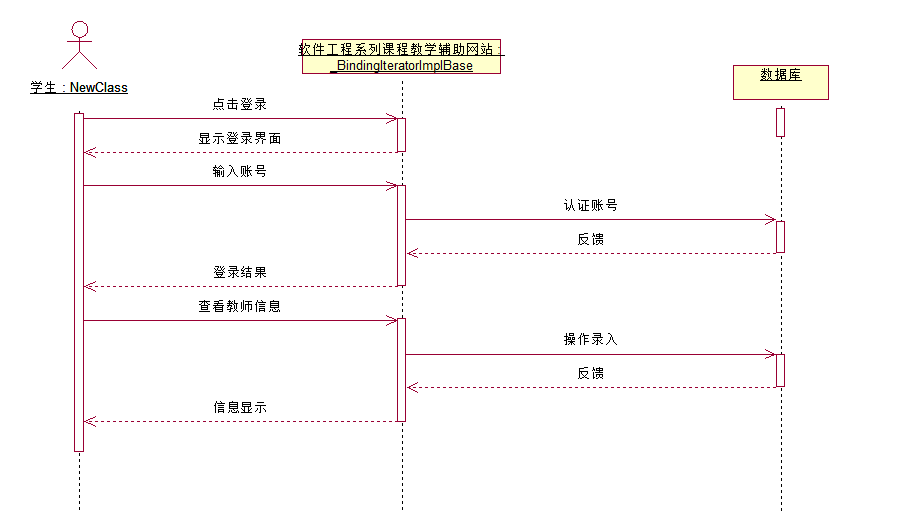 软件工程系列课程教学辅助网站 :
_BindingIteratorImplBase
数据库
学生 : NewClass
点击登录
显示登录界面
输入账号
认证账号
反馈
登录结果
查看教师信息
操作录入
反馈
信息显示